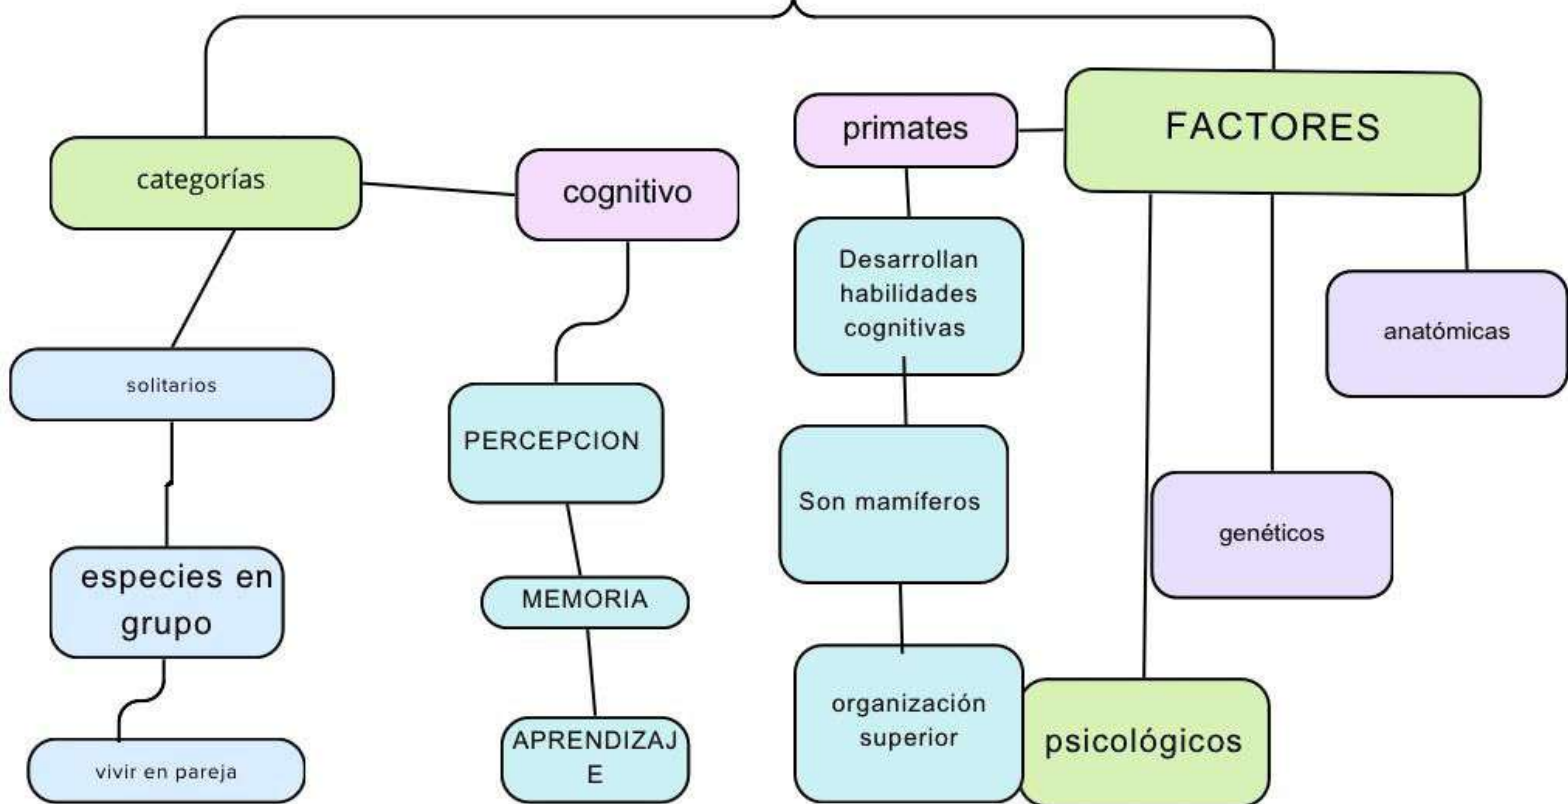 categorías
cognitivo
solitarios
especies en
grupo
vivir en pareja
PERCEPCION
MEMORIA
APRENDIZAJ
E
primates
FACTORES
Desarrollan
habilidades
cognitivas
Son mamíferos
organización
superior
anatómicas
genéticos
psicológicos